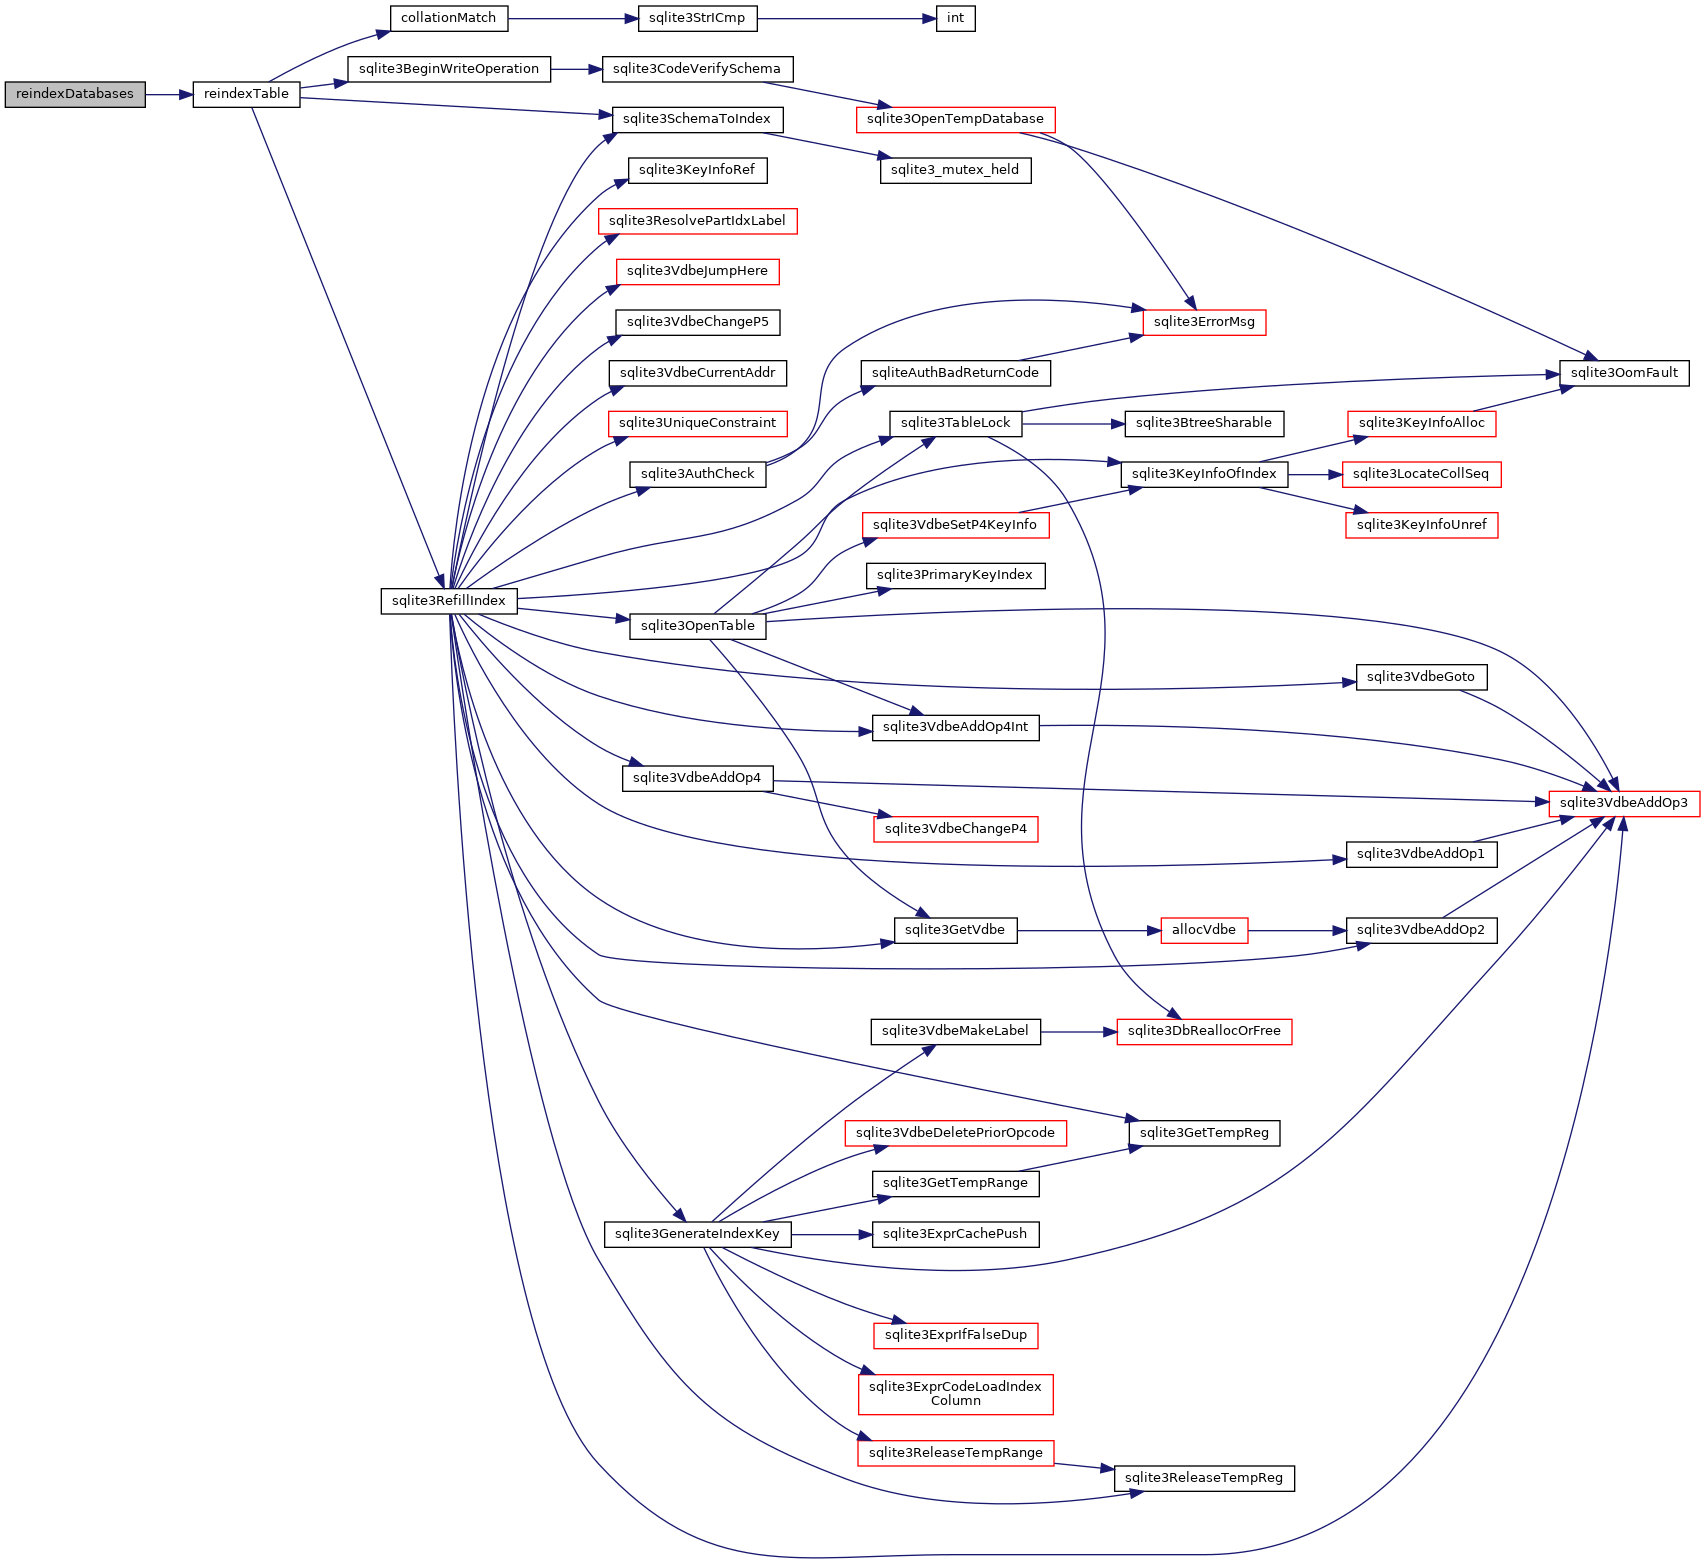 collationMatch
sqlite3StrICmp
int
sqlite3BeginWriteOperation
sqlite3CodeVerifySchema
reindexDatabases
reindexTable
sqlite3SchemaToIndex
sqlite3OpenTempDatabase
sqlite3KeyInfoRef
sqlite3_mutex_held
sqlite3ResolvePartIdxLabel
sqlite3VdbeJumpHere
sqlite3VdbeChangeP5
sqlite3ErrorMsg
sqlite3VdbeCurrentAddr
sqliteAuthBadReturnCode
sqlite3OomFault
sqlite3UniqueConstraint
sqlite3TableLock
sqlite3BtreeSharable
sqlite3KeyInfoAlloc
sqlite3AuthCheck
sqlite3KeyInfoOfIndex
sqlite3LocateCollSeq
sqlite3VdbeSetP4KeyInfo
sqlite3KeyInfoUnref
sqlite3PrimaryKeyIndex
sqlite3RefillIndex
sqlite3OpenTable
sqlite3VdbeGoto
sqlite3VdbeAddOp4Int
sqlite3VdbeAddOp4
sqlite3VdbeAddOp3
sqlite3VdbeChangeP4
sqlite3VdbeAddOp1
sqlite3GetVdbe
allocVdbe
sqlite3VdbeAddOp2
sqlite3VdbeMakeLabel
sqlite3DbReallocOrFree
sqlite3VdbeDeletePriorOpcode
sqlite3GetTempReg
sqlite3GetTempRange
sqlite3GenerateIndexKey
sqlite3ExprCachePush
sqlite3ExprIfFalseDup
sqlite3ExprCodeLoadIndex
Column
sqlite3ReleaseTempRange
sqlite3ReleaseTempReg